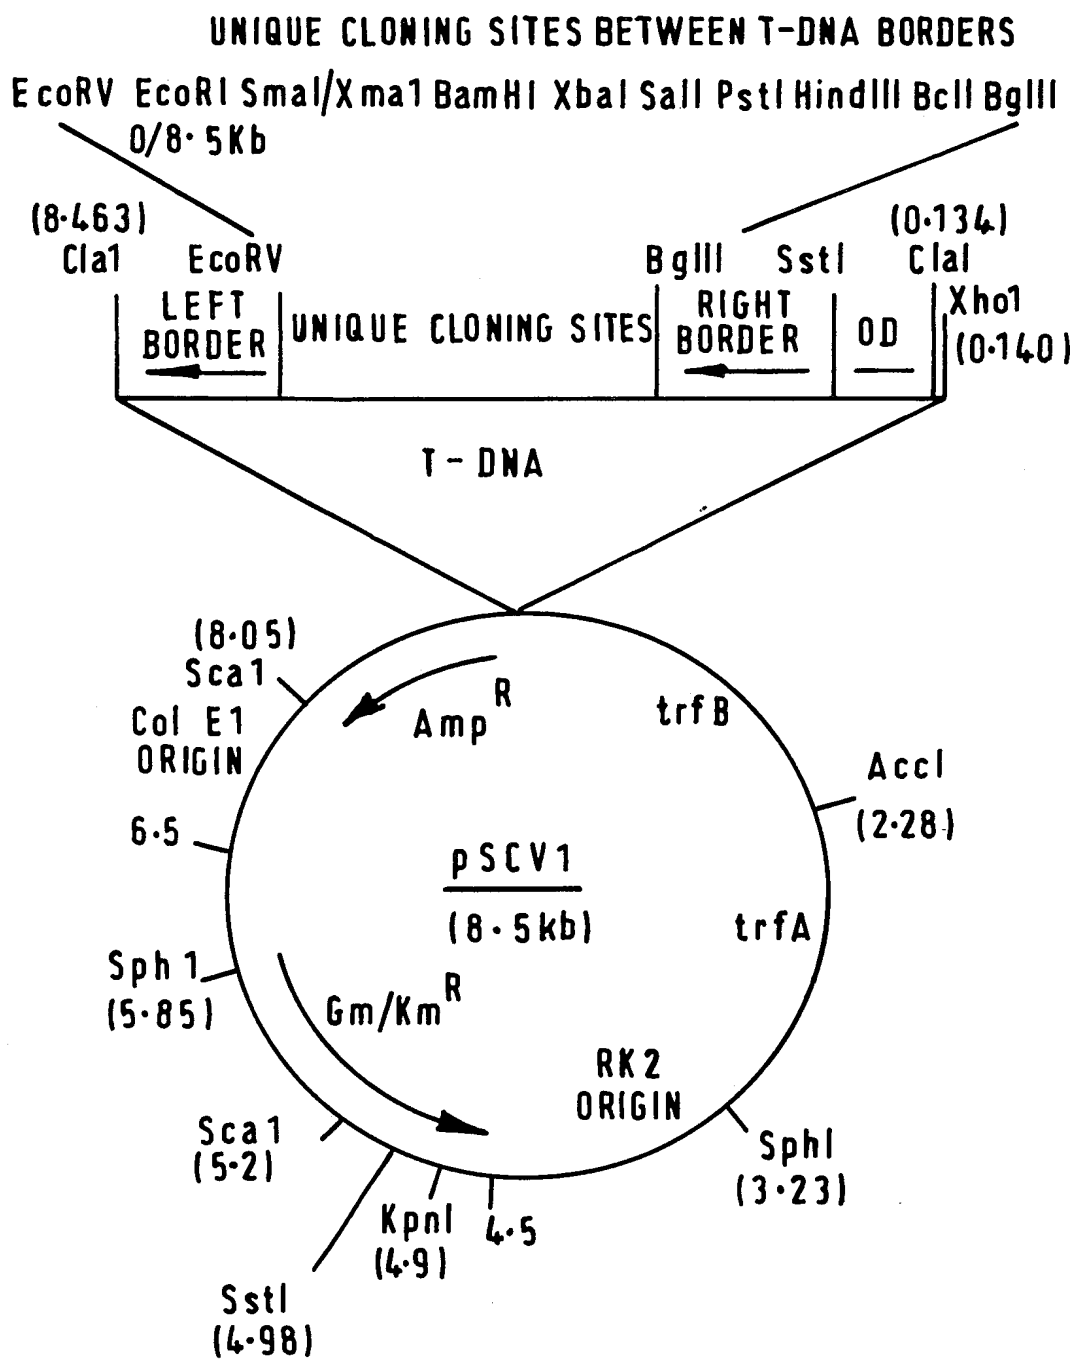 UNIQUE CLONING SITES BETWEEN T-DNA BORDERS
EcoRV EcoRI SmaI/Xma1 BamHI XbaI SalI PstI HindIII BclI BglII
0/8·5Kb
(8·463)
Cla1
EcoRV
BglII
SstI
(0·134)
ClaI
Xho1
(0·140)
LEFT
BORDER
UNIQUE CLONING SITES
RIGHT
BORDER
OD
T-DNA
(8·05)
Sca1
Col E1
ORIGIN
Amp R
trfB
AccI
(2·28)
6·5
pSCV1
(8·5kb)
trfA
Sph1
(5·85)
Gm/Km R
RK2
ORIGIN
Sca1
(5·2)
SphI
(3·23)
KpnI
(4·9)
4·5
SstI
(4·98)